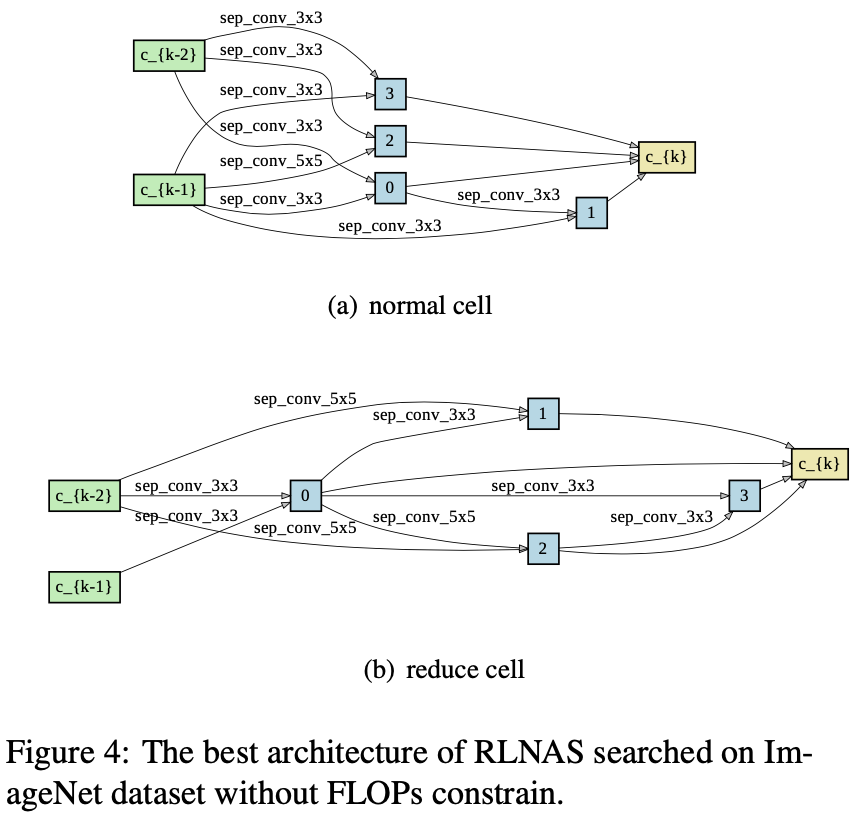 sep_conv_3x3
c_{k-2}
sep_conv_3x3
sep_conv_3x3
3
sep_conv_3x3
2
c_{k}
sep_conv_5x5
c_{k-1}
0
sep_conv_3x3
sep_conv_3x3
1
sep_conv_3x3
(a) normal cell
sep_conv_5x5
sep_conv_3x3
1
c_{k}
c_{k-2}
sep_conv_3x3
0
sep_conv_3x3
3
sep_conv_3x3
sep_conv_5x5
sep_conv_5x5
sep_conv_3x3
2
c_{k-1}
(b) reduce cell
Figure 4: The best architecture of RLNAS searched on Im-
ageNet dataset without FLOPs constrain.